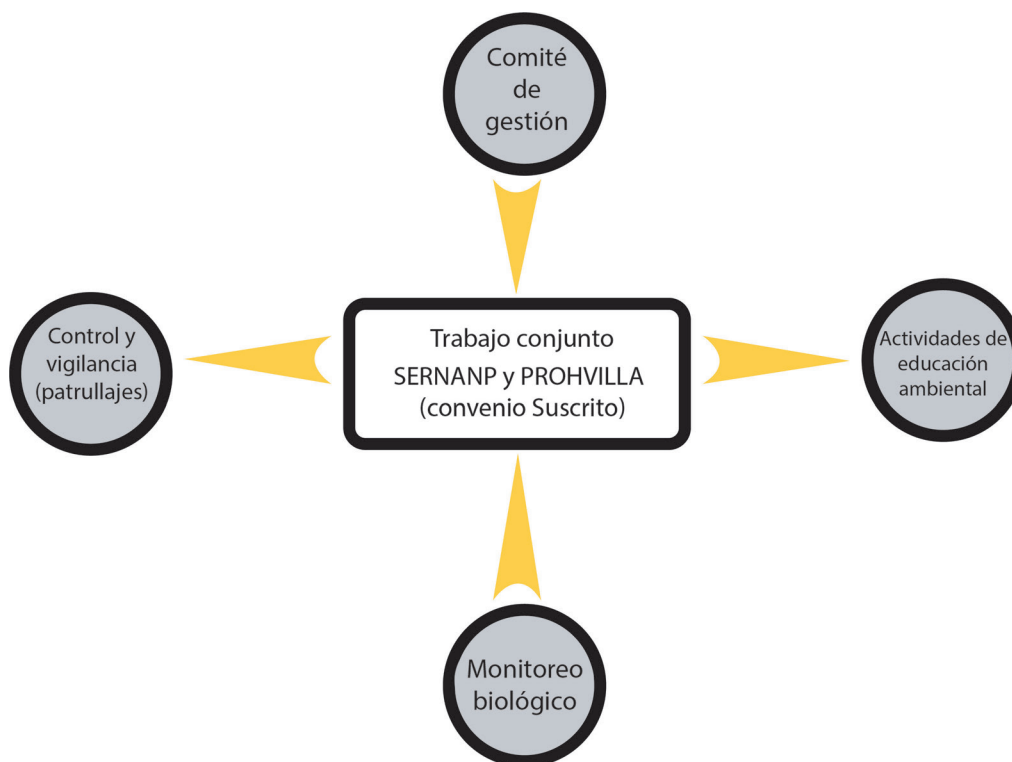 Comité
de
gestión
Control y
vigilancia
(patrullajes)
Trabajo conjunto
SERNANP y PROHVILLA
(convenio Suscrito)
Actividades de
educación
ambiental
Monitoreo
biológico